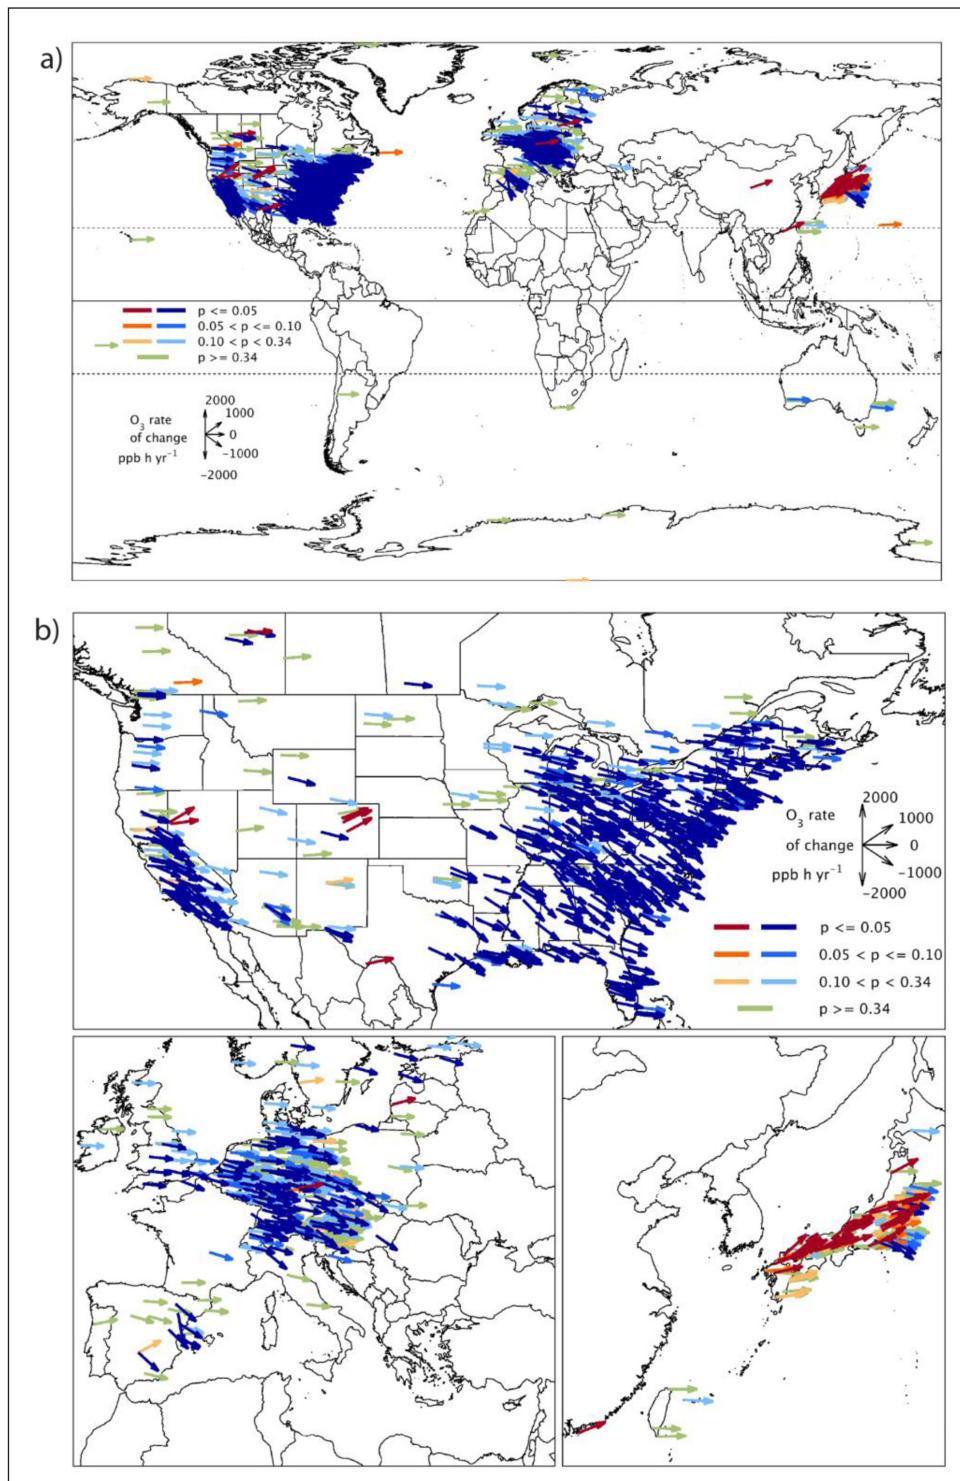 a)
p <= 0.05
0.05 < p <= 0.10
0.10 < p < 0.34
p >= 0.34
O3 rate
of change
ppb h yr−1
2000
1000
0
−1000
−2000
b)
O3 rate
of change
ppb h yr−1
2000
1000
0
−1000
−2000
p <= 0.05
0.05 < p <= 0.10
0.10 < p < 0.34
p >= 0.34